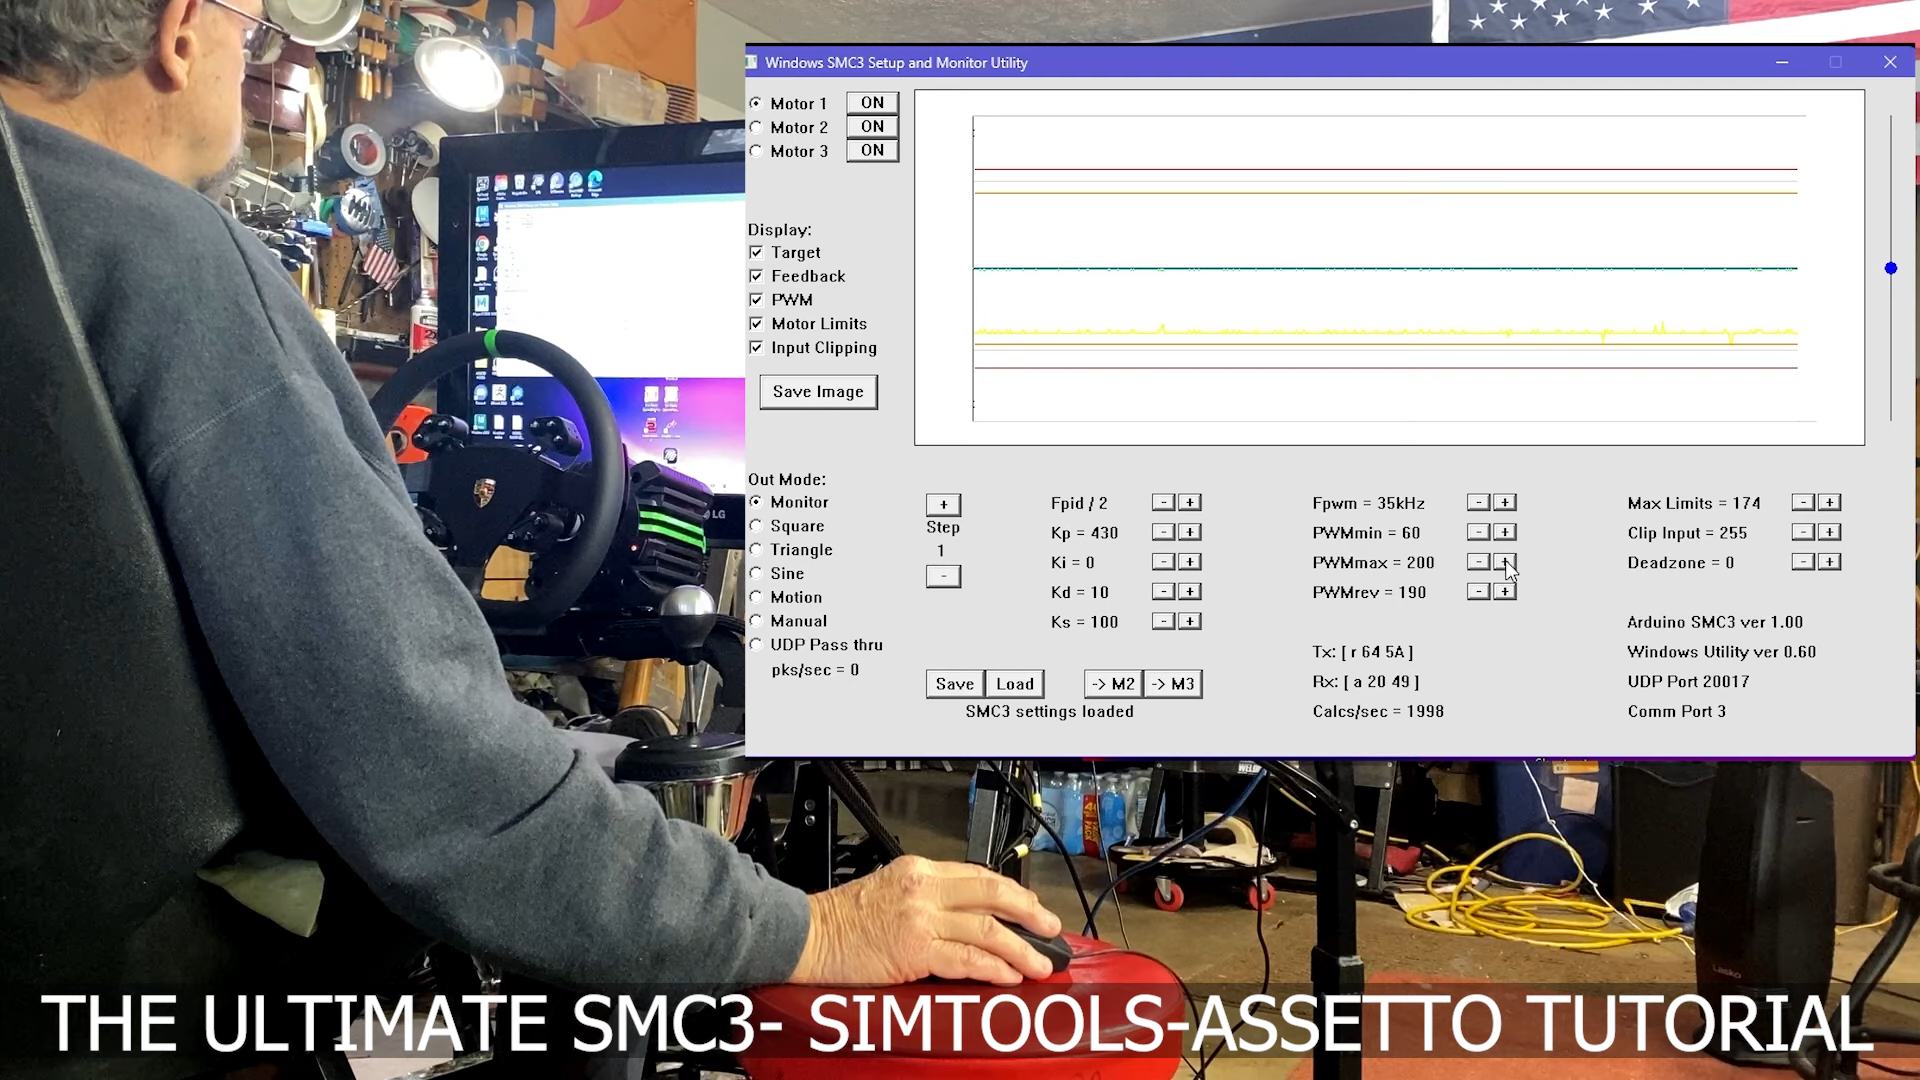 Windows SMC3 Setup and Monitor Utility
Motor 1 ON
Motor 2 ON
Motor 3 ON
Display:
Target
Feedback
PWM
Motor Limits
Input Clipping
Save Image
Out Mode:
Monitor
Square
Triangle
Sine
Motion
Manual
UDP Pass thru
pks/sec = 0
+
Step
1
-
Fpid / 2 - +
Kp = 430 - +
Ki = 0 - +
Kd = 10 - +
Ks = 100 - +
Save Load -> M2 -> M3
SMC3 settings loaded
Fpwm = 35kHz - +
PWMmin = 60 - +
PWMmax = 200 - +
PWMrev = 190 - +
Tx: [ r 64 5A ]
Rx: [ a 20 49 ]
Calcs/sec = 1998
Max Limits = 174 - +
Clip Input = 255 - +
Deadzone = 0 - +
Arduino SMC3 ver 1.00
Windows Utility ver 0.60
UDP Port 20017
Comm Port 3
LG
Lasko
THE ULTIMATE SMC3- SIMTOOLS-ASSETTO TUTORIAL